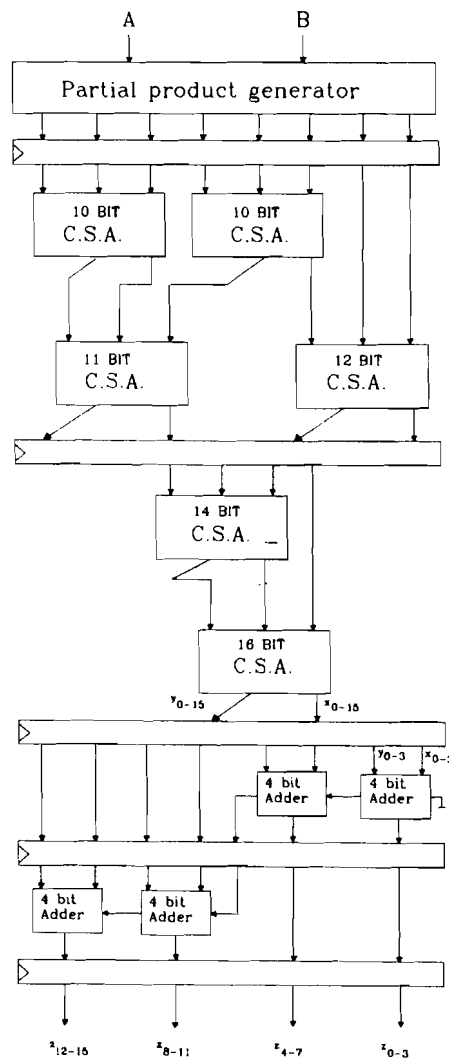 A B
Partial product generator
10 BIT
C.S.A.
10 BIT
C.S.A.
11 BIT
C.S.A.
12 BIT
C.S.A.
14 BIT
C.S.A.
16 BIT
C.S.A.
y0-15 x0-15
y0-3 x0-3
4 bit
Adder
4 bit
Adder
4 bit
Adder
4 bit
Adder
z12-15 z8-11 z4-7 z0-3